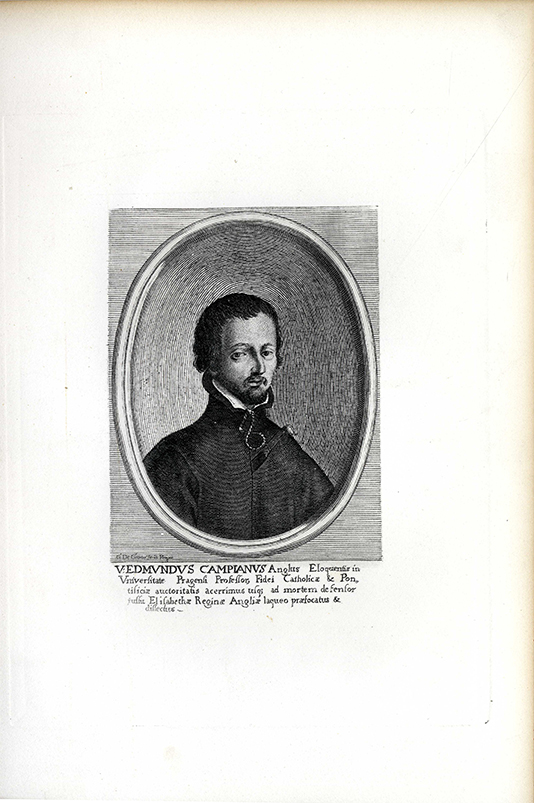 V. EDMVNDVS CAMPIANVS Anglus Eloquentiæ in
Vniversitate Pragensi Professor, Fidei Catholicæ & Pon,
tificiæ auctoritatis acerrimus usq; ad mortem defensor
jussu Elisabethæ Reginæ Angliæ laqueo præfocatus &
dissectus